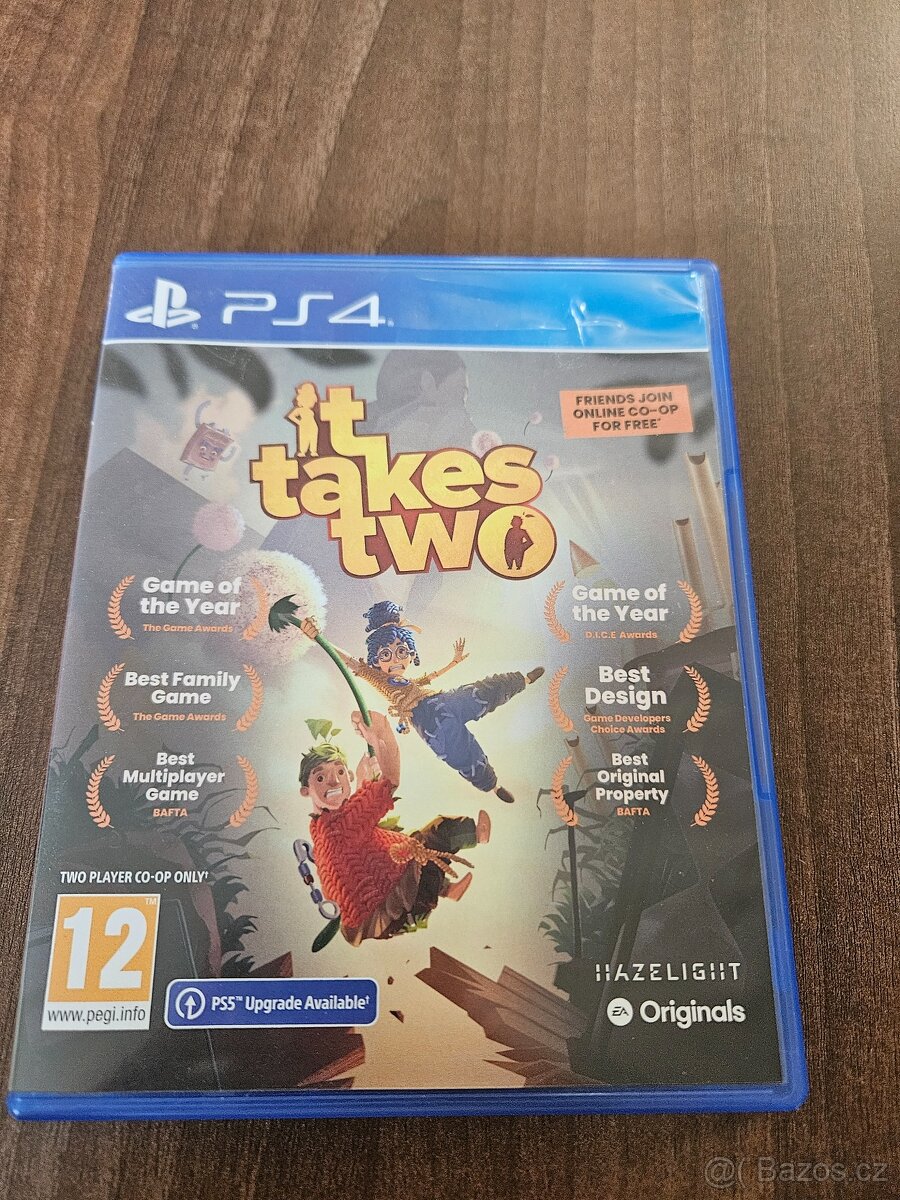 PS4
FRIENDS JOIN
ONLINE CO-OP
FOR FREE*
it
takes
two
Game of
the Year
The Game Awards
Game of
the Year
D.I.C.E Awards
Best Family
Game
The Game Awards
Best
Design
Game Developers
Choice Awards
Best
Multiplayer
Game
BAFTA
Best
Original
Property
BAFTA
TWO PLAYER CO-OP ONLY†
12™
www.pegi.info
PS5™ Upgrade Available†
HAZELIGHT
EA Originals
@( Bazos.cz